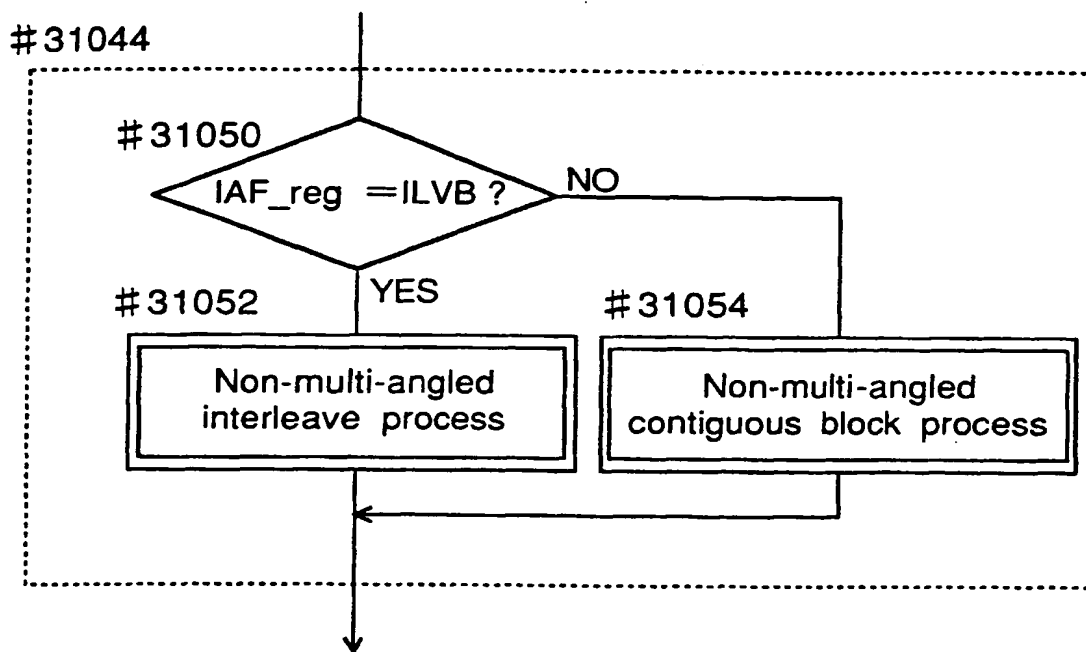 #31044
#31050
IAF_reg =ILVB ?
NO
YES
#31052
#31054
Non-multi-angled
interleave process
Non-multi-angled
contiguous block process